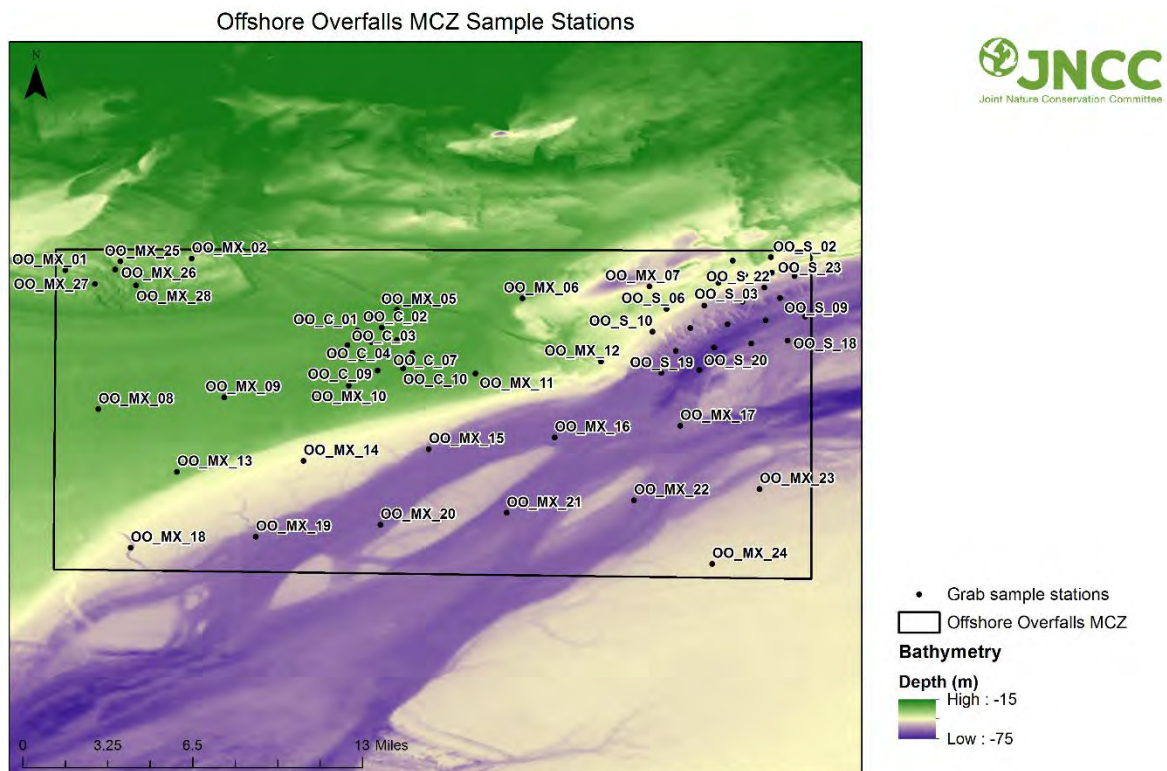 Offshore Overfalls MCZ Sample Stations
N
JNCC
Joint Nature Conservation Committee
OO_MX_01
OO_MX_25
OO_MX_02
OO_MX_26
OO_MX_27
OO_MX_28
OO_S_02
OO_S_22
OO_S_23
OO_MX_07
OO_MX_06
OO_S_06
OO_S_03
OO_S_09
OO_MX_05
OO_C_01
OO_C_02
OO_C_03
OO_C_04
OO_C_07
OO_S_10
OO_S_18
OO_MX_12
OO_S_19
OO_S_20
OO_C_09
OO_C_10
OO_MX_10
OO_MX_11
OO_MX_08
OO_MX_09
OO_MX_13
OO_MX_14
OO_MX_15
OO_MX_16
OO_MX_17
OO_MX_18
OO_MX_19
OO_MX_20
OO_MX_21
OO_MX_22
OO_MX_23
OO_MX_24
0 3.25 6.5 13 Miles
Grab sample stations
Offshore Overfalls MCZ
Bathymetry
Depth (m)
High : -15
Low : -75